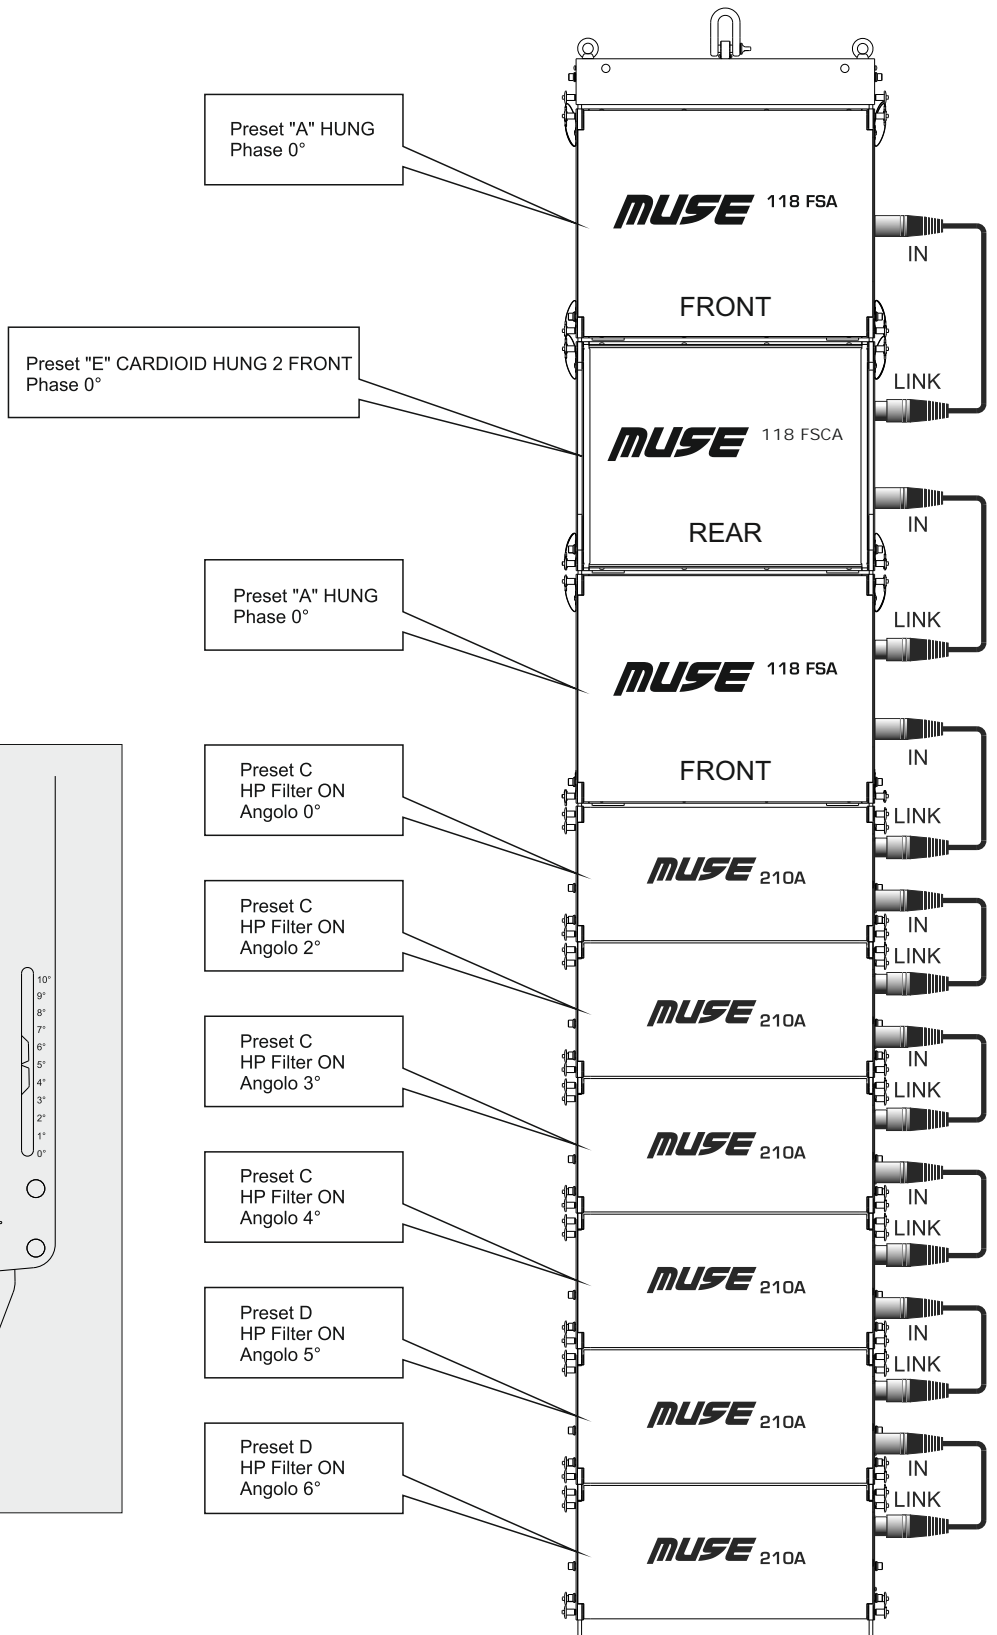 Preset "A" HUNG
Phase 0°
MUSE 118 FSA
IN
FRONT
Preset "E" CARDIOID HUNG 2 FRONT
Phase 0°
LINK
MUSE 118 FSCA
IN
REAR
Preset "A" HUNG
Phase 0°
LINK
MUSE 118 FSA
IN
FRONT
Preset C
HP Filter ON
Angolo 0°
LINK
MUSE 210A
IN
Preset C
HP Filter ON
Angolo 2°
LINK
MUSE 210A
IN
Preset C
HP Filter ON
Angolo 3°
LINK
MUSE 210A
IN
Preset C
HP Filter ON
Angolo 4°
LINK
MUSE 210A
IN
Preset D
HP Filter ON
Angolo 5°
LINK
MUSE 210A
IN
Preset D
HP Filter ON
Angolo 6°
LINK
MUSE 210A
10°
9°
8°
7°
6°
5°
4°
3°
2°
1°
0°